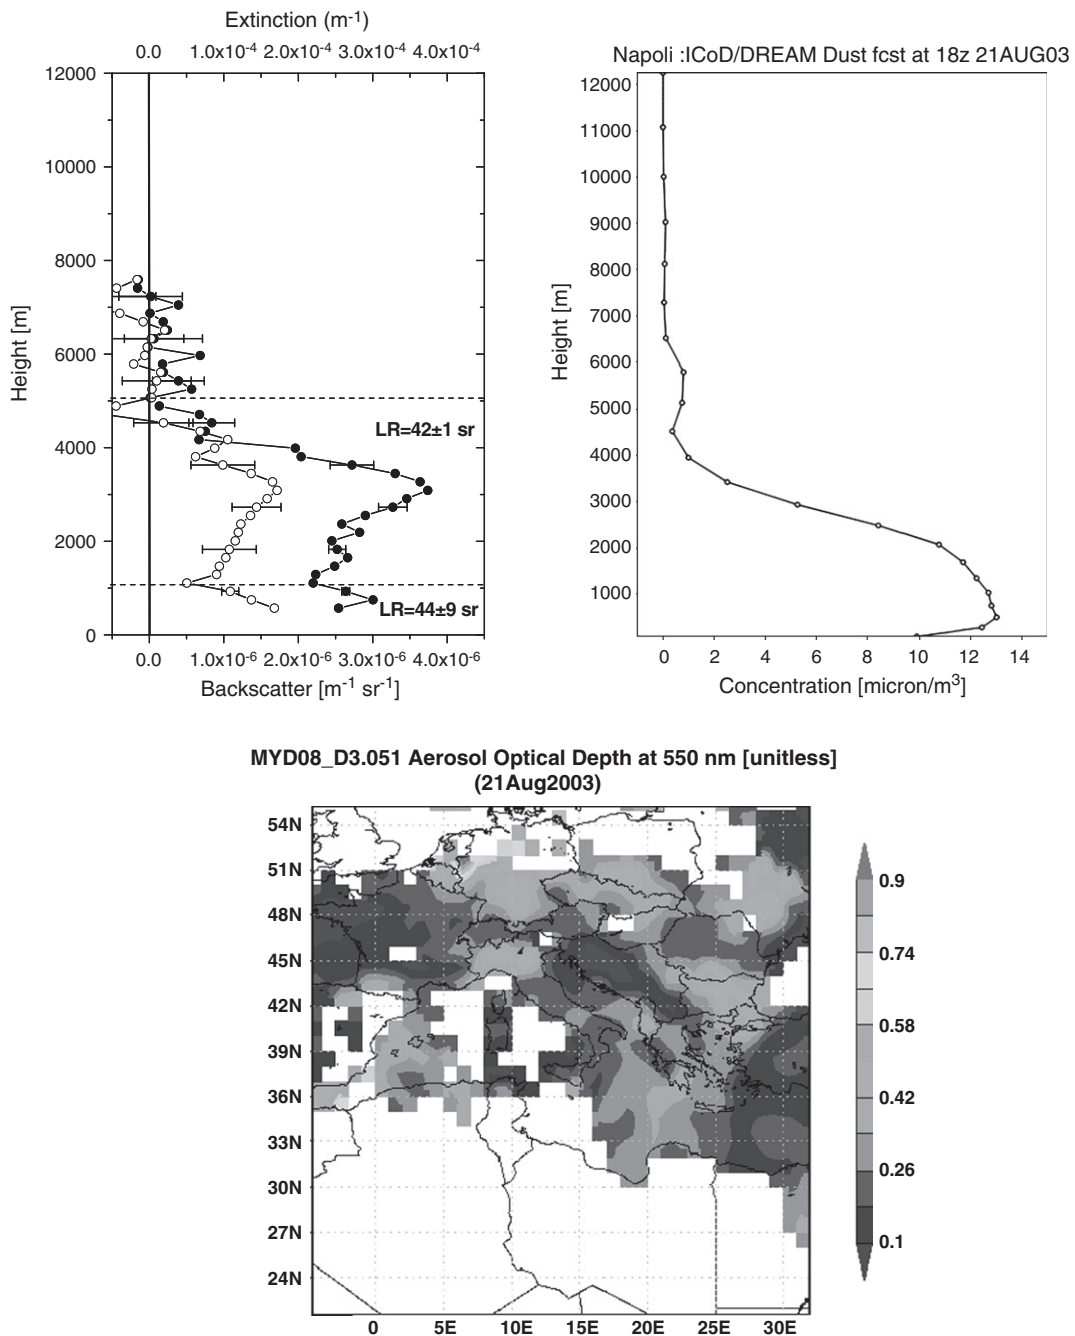 Extinction (m-1)
0.0 1.0x10-4 2.0x10-4 3.0x10-4 4.0x10-4
12000
10000
8000
6000
4000
2000
0
Height [m]
LR=42±1 sr
LR=44±9 sr
0.0 1.0x10-6 2.0x10-6 3.0x10-6 4.0x10-6
Backscatter [m-1 sr-1]
Napoli :ICoD/DREAM Dust fcst at 18z 21AUG03
12000
11000
10000
9000
8000
7000
6000
5000
4000
3000
2000
1000
Height [m]
0 2 4 6 8 10 12 14
Concentration [micron/m3]
MYD08_D3.051 Aerosol Optical Depth at 550 nm [unitless]
(21Aug2003)
54N
51N
48N
45N
42N
39N
36N
33N
30N
27N
24N
0 5E 10E 15E 20E 25E 30E
0.9
0.74
0.58
0.42
0.26
0.1